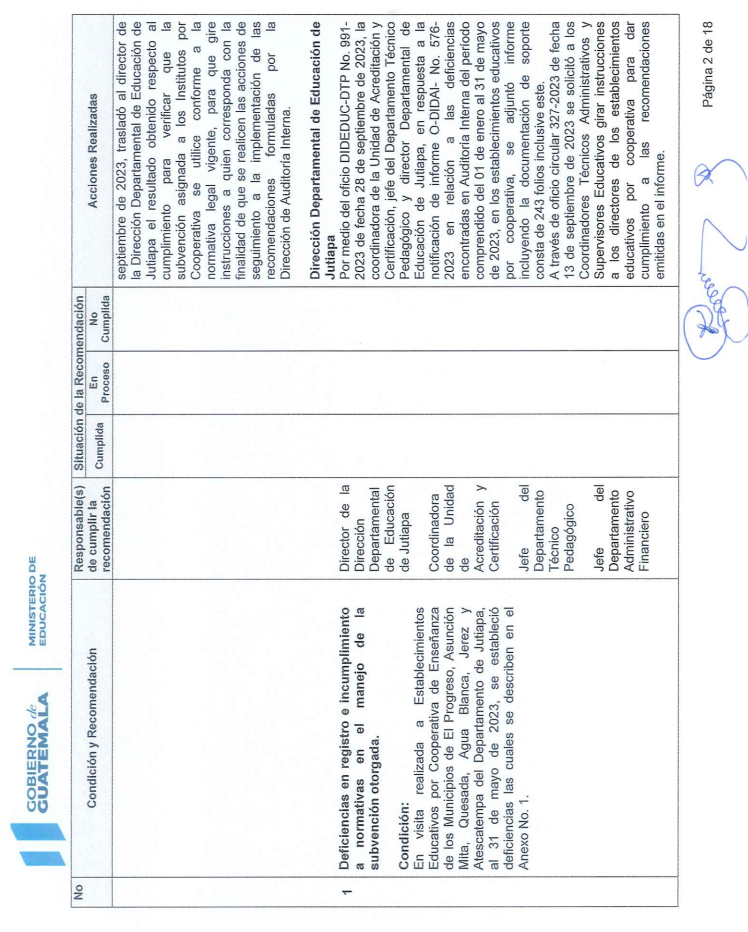 GOBIERNO de
GUATEMALA
MINISTERIO DE
EDUCACIÓN
No
Condición y Recomendación
Responsable(s)
de cumplir la
recomendación
Situación de la Recomendación
Cumplida
En
Proceso
No
Cumplida
Acciones Realizadas
septiembre de 2023, trasladó al director de
la Dirección Departamental de Educación de
Jutiapa el resultado obtenido respecto al
cumplimiento para verificar que la
subvención asignada a los Institutos por
Cooperativa se utilice conforme a la
normativa legal vigente, para que gire
instrucciones a quien corresponda con la
finalidad de que se realicen las acciones de
seguimiento a la implementación de las
recomendaciones formuladas por la
Dirección de Auditoría Interna.
1
Deficiencias en registro e incumplimiento
a normativas en el manejo de la
subvención otorgada.
Condición:
En visita realizada a Establecimientos
Educativos por Cooperativa de Enseñanza
de los Municipios de El Progreso, Asunción
Mita, Quesada, Agua Blanca, Jerez y
Atescatempa del Departamento de Jutiapa,
al 31 de mayo de 2023, se estableció
deficiencias las cuales se describen en el
Anexo No. 1.
Director de la
Dirección
Departamental
de Educación
de Jutiapa
Coordinadora
de la Unidad
de
Acreditación y
Certificación
Jefe del
Departamento
Técnico
Pedagógico
Jefe del
Departamento
Administrativo
Financiero
Dirección Departamental de Educación de
Jutiapa
Por medio del oficio DIDEDUC-DTP No. 991-
2023 de fecha 28 de septiembre de 2023, la
coordinadora de la Unidad de Acreditación y
Certificación, jefe del Departamento Técnico
Pedagógico y director Departamental de
Educación de Jutiapa, en respuesta a la
notificación de informe O-DIDAI- No. 576-
2023 en relación a las deficiencias
encontradas en Auditoría Interna del período
comprendido del 01 de enero al 31 de mayo
de 2023, en los establecimientos educativos
por cooperativa, se adjuntó informe
incluyendo la documentación de soporte
consta de 243 folios inclusive este.
A través de oficio circular 327-2023 de fecha
13 de septiembre de 2023 se solicitó a los
Coordinadores Técnicos Administrativos y
Supervisores Educativos girar instrucciones
a los directores de los establecimientos
educativos por cooperativa para dar
cumplimiento a las recomendaciones
emitidas en el informe.
Página 2 de 18